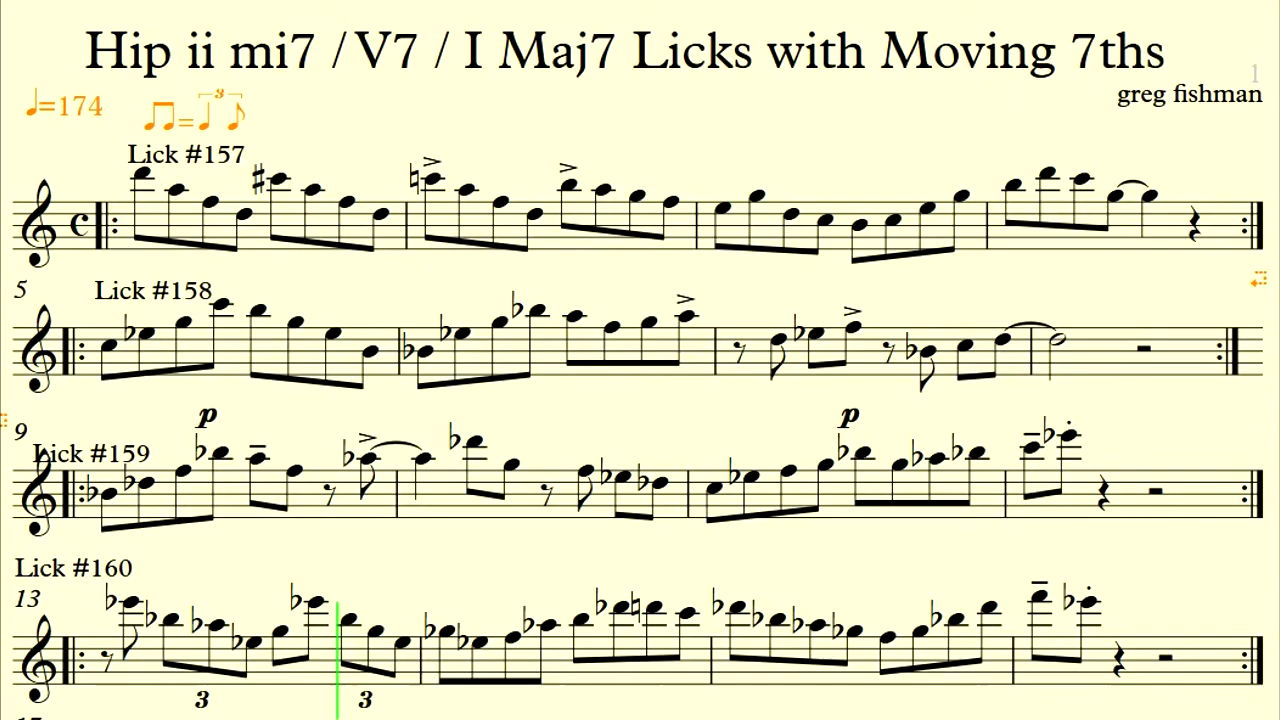 Hip ii mi7 / V7 / I Maj7 Licks with Moving 7ths
1
greg fishman
♩=174
3
Lick #157
5
Lick #158
p
p
9
Lick #159
Lick #160
13
3
3